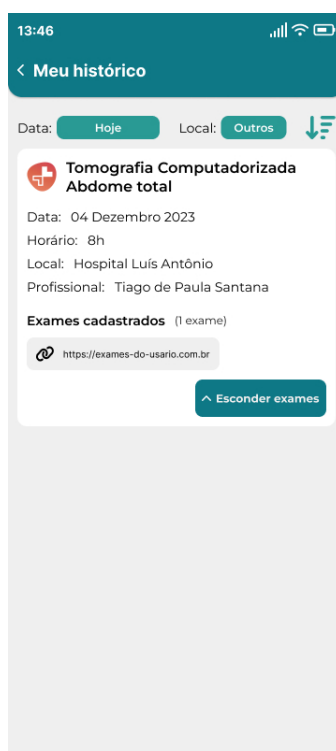 13:46
Meu histórico
Data: Hoje Local: Outros
Tomografia Computadorizada
Abdome total
Data: 04 Dezembro 2023
Horário: 8h
Local: Hospital Luís Antônio
Profissional: Tiago de Paula Santana
Exames cadastrados (1 exame)
https://exames-do-usario.com.br
Esconder exames